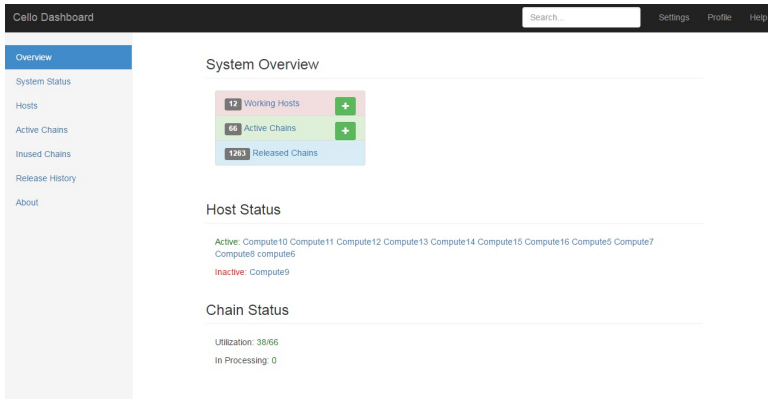 Cello Dashboard
Search...
Settings Profile Help
Overview
System Status
Hosts
Active Chains
Inused Chains
Release History
About
System Overview
12 Working Hosts +
66 Active Chains +
1263 Released Chains
Host Status
Active: Compute10 Compute11 Compute12 Compute13 Compute14 Compute15 Compute16 Compute5 Compute7
Compute8 compute6
Inactive: Compute9
Chain Status
Utilization: 38/66
In Processing: 0